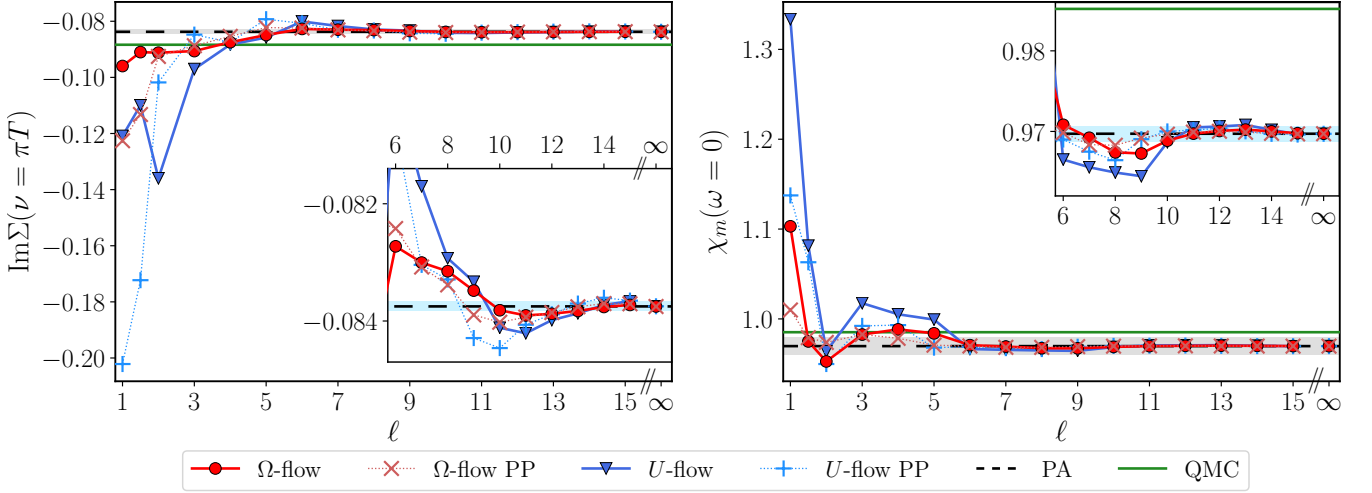 ImΣ(ν = πT)
−0.08
−0.10
−0.12
−0.14
−0.16
−0.18
−0.20
1 3 5 7 9 11 13 15 ∞
ℓ
6 8 10 12 14 ∞
−0.082
−0.084
χm(ω = 0)
1.3
1.2
1.1
1.0
1 3 5 7 9 11 13 15 ∞
ℓ
0.98
0.97
6 8 10 12 14 ∞
Ω-flow Ω-flow PP U-flow U-flow PP PA QMC